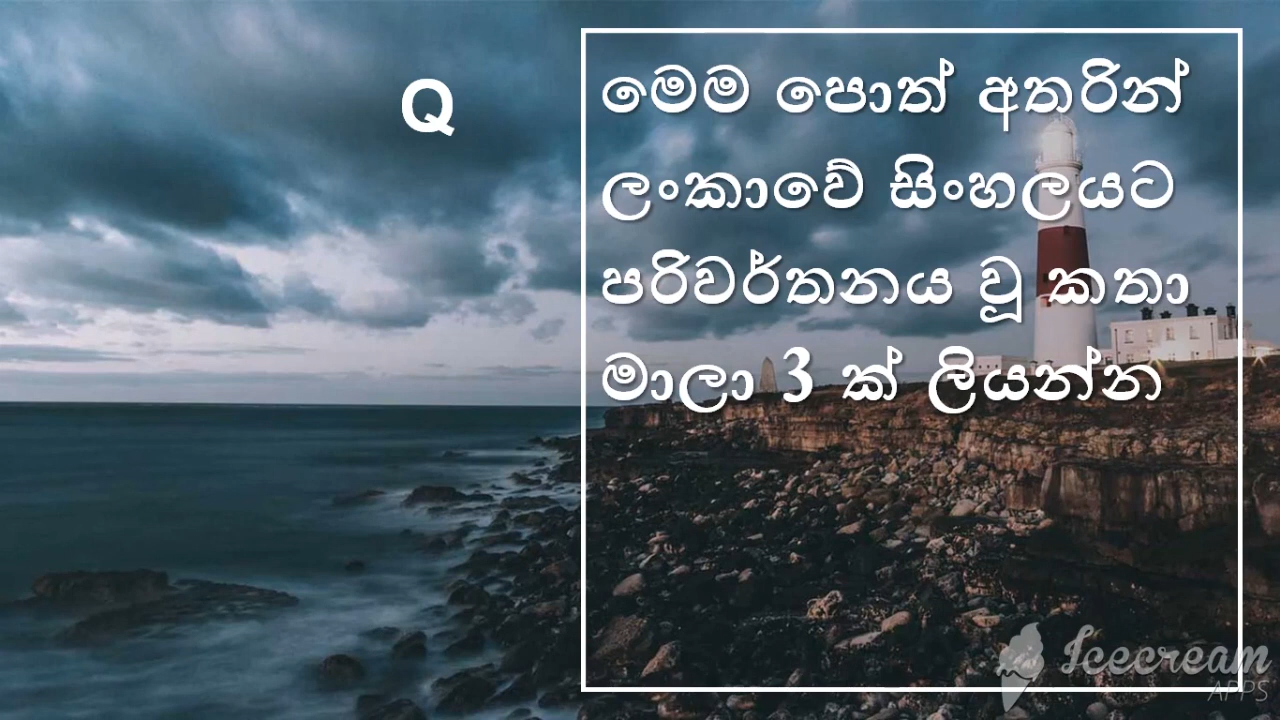 Q
මෙම පොත් අතරින්
ලංකාවේ සිංහලයට
පරිවර්තනය වූ කතා
මාලා 3 ක් ලියන්න
Icecream
APPS